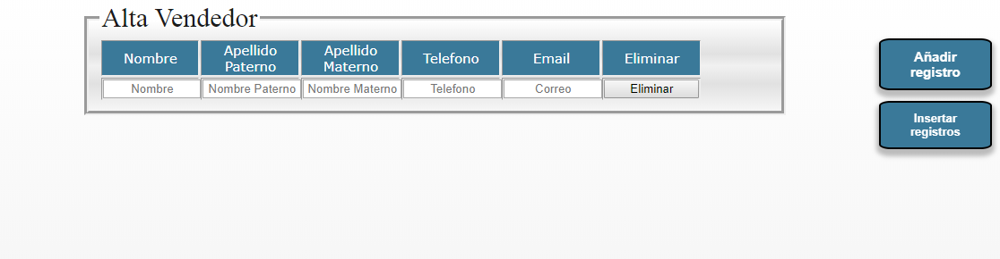 Alta Vendedor
Nombre
Apellido
Paterno
Apellido
Materno
Telefono
Email
Eliminar
Nombre
Nombre Paterno
Nombre Materno
Telefono
Correo
Eliminar
Añadir
registro
Insertar
registros